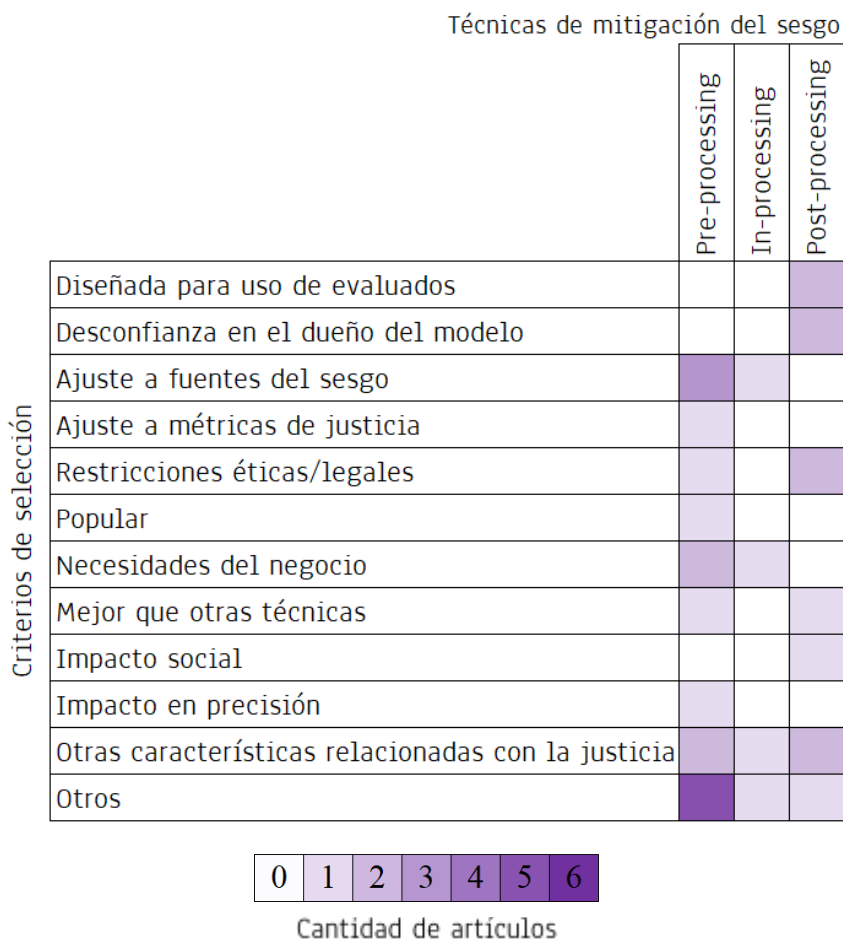 Técnicas de mitigación del sesgo
Pre-processing
In-processing
Post-processing
Criterios de selección
Diseñada para uso de evaluados
Desconfianza en el dueño del modelo
Ajuste a fuentes del sesgo
Ajuste a métricas de justicia
Restricciones éticas/legales
Popular
Necesidades del negocio
Mejor que otras técnicas
Impacto social
Impacto en precisión
Otras características relacionadas con la justicia
Otros
0 1 2 3 4 5 6
Cantidad de artículos